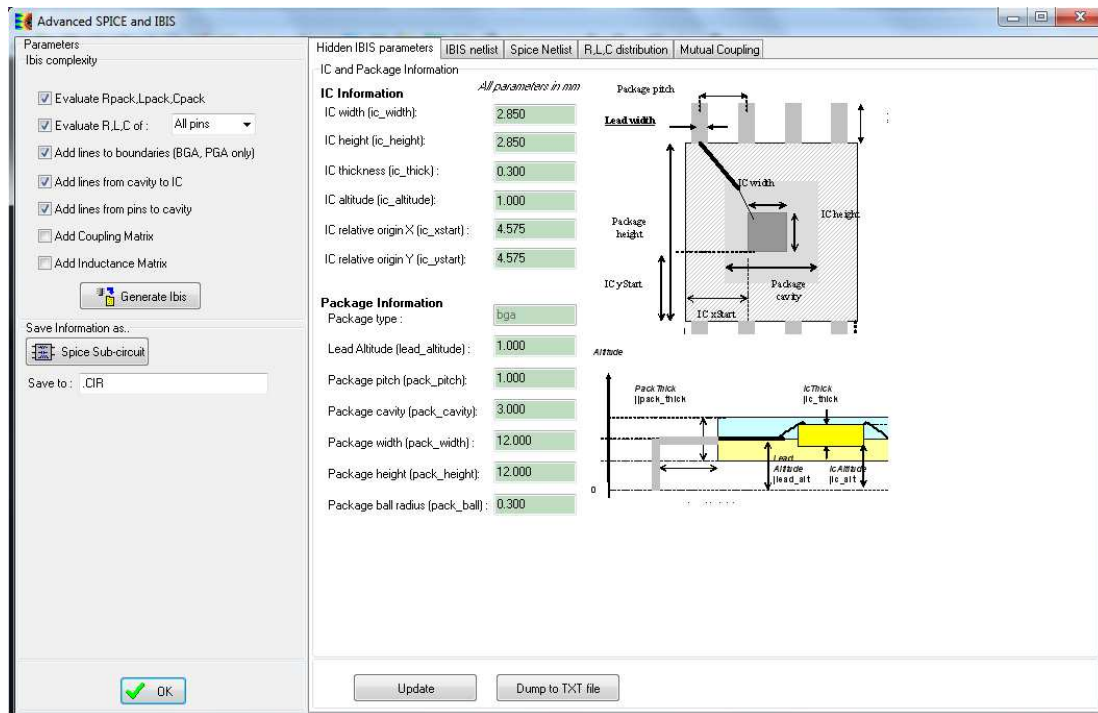 Advanced SPICE and IBIS
Parameters
Ibis complexity
Evaluate Rpack,Lpack,Cpack
Evaluate R,L,C of : All pins
Add lines to boundaries (BGA, PGA only)
Add lines from cavity to IC
Add lines from pins to cavity
Add Coupling Matrix
Add Inductance Matrix
Generate Ibis
Save Information as..
Spice Sub-circuit
Save to : .CIR
OK
Hidden IBIS parameters IBIS netlist Spice Netlist R,L,C distribution Mutual Coupling
IC and Package Information
IC Information All parameters in mm
IC width (ic_width): 2.850
IC height (ic_height): 2.850
IC thickness (ic_thick) : 0.300
IC altitude (ic_altitude): 1.000
IC relative origin X (ic_xstart) : 4.575
IC relative origin Y (ic_ystart): 4.575
Package Information
Package type : bga
Lead Altitude (lead_altitude) : 1.000
Package pitch (pack_pitch): 1.000
Package cavity (pack_cavity): 3.000
Package width (pack_width) : 12.000
Package height (pack_height): 12.000
Package ball radius (pack_ball) : 0.300
Package pitch
Lead width
IC width
IC height
Package
height
IC yStart
Package
cavity
IC xStart
Altitude
PackThick
||pack_thick
IcThick
|ic_thick
Lead
Altitude
|lead_alt
IcAltitude
|ic_alt
0
Update
Dump to TXT file